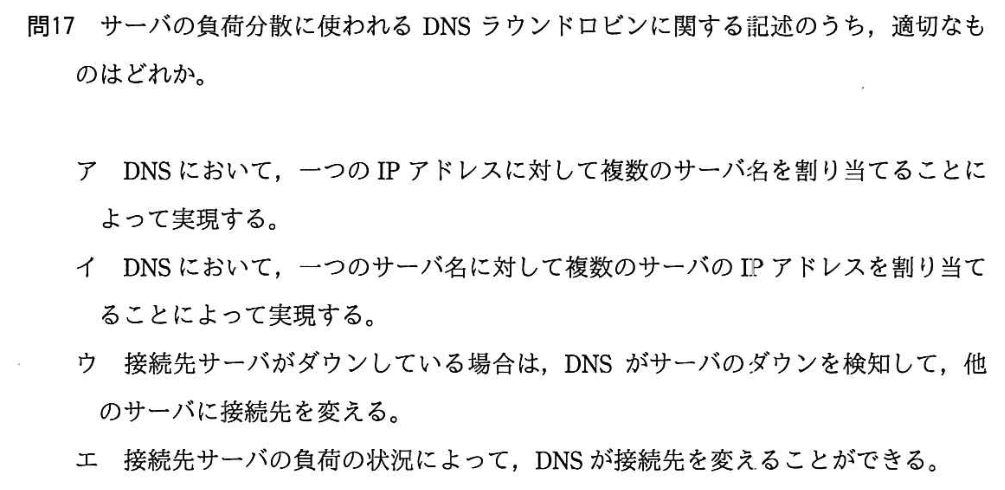 問17 サーバの負荷分散に使われる DNS ラウンドロビンに関する記述のうち，適切なも
のはどれか。
ア DNS において，一つの IP アドレスに対して複数のサーバ名を割り当てることに
よって実現する。
イ DNS において，一つのサーバ名に対して複数のサーバの IP アドレスを割り当て
ることによって実現する。
ウ 接続先サーバがダウンしている場合は，DNS がサーバのダウンを検知して，他
のサーバに接続先を変える。
エ 接続先サーバの負荷の状況によって，DNS が接続先を変えることができる。